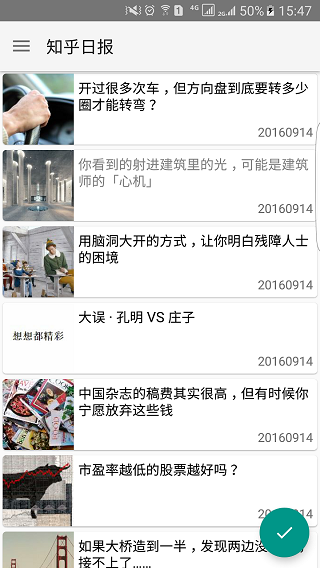 50% 15:47
知乎日报
开过很多次车，但方向盘到底要转多少
圈才能转弯？
20160914
你看到的射进建筑里的光，可能是建筑
师的「心机」
20160914
用脑洞大开的方式，让你明白残障人士
的困境
20160914
想想都精彩
大误 · 孔明 VS 庄子
20160914
中国杂志的稿费其实很高，但有时候你
宁愿放弃这些钱
20160914
市盈率越低的股票越好吗？
20160914
如果大桥造到一半，发现两边没
接不上了......